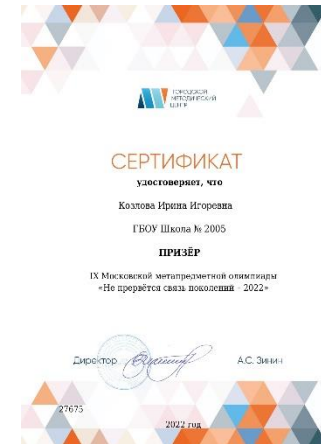 ГОРОДСКОЙ
МЕТОДИЧЕСКИЙ
ЦЕНТР
СЕРТИФИКАТ
удостоверяет, что
Козлова Ирина Игоревна
ГБОУ Школа № 2005
ПРИЗЁР
IX Московской метапредметной олимпиады
«Не прервётся связь поколений – 2022»
Директор А.С. Зинин
27675
2022 год